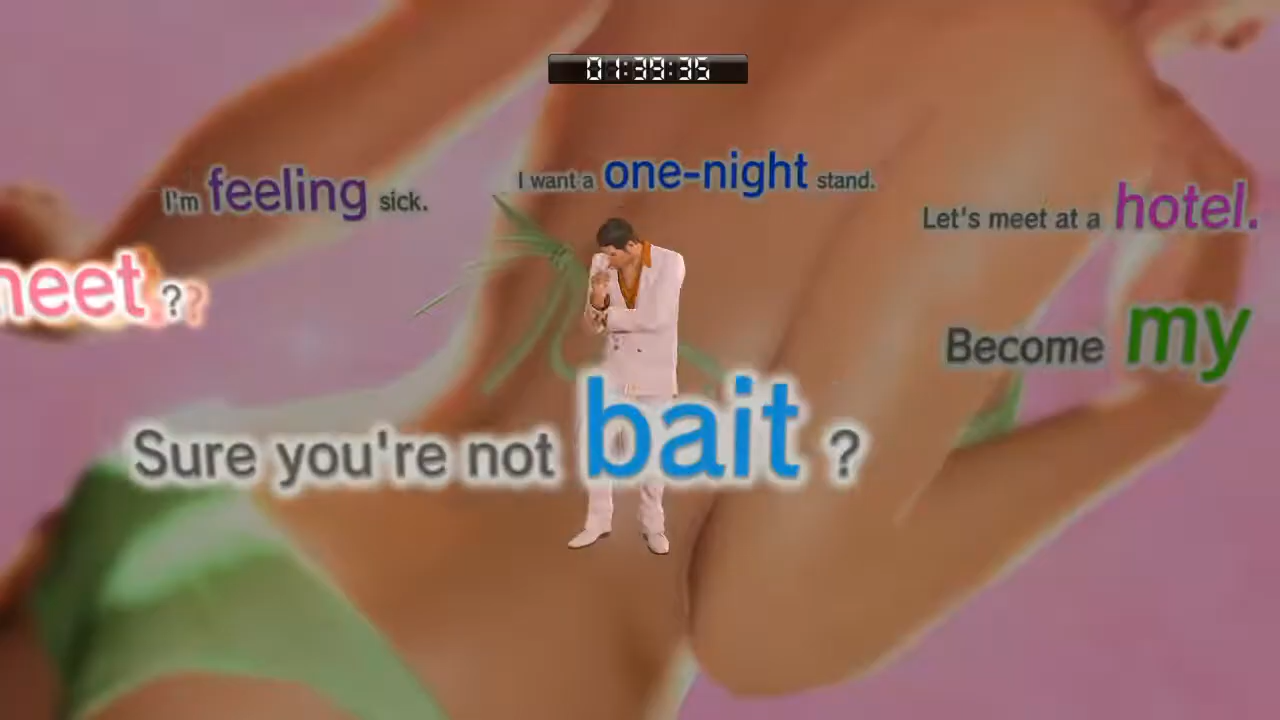 01:39:35
I want a one-night stand.
I'm feeling sick.
Let's meet at a hotel.
??
Become my
Sure you're not bait ?